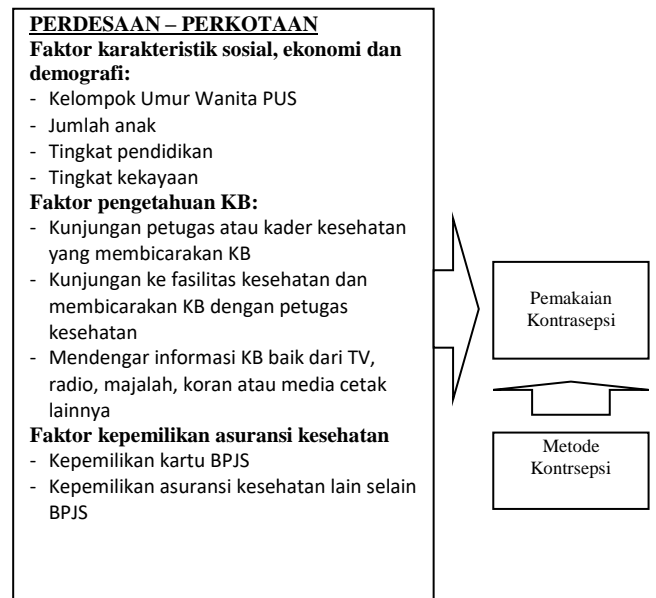 PERDESAAN – PERKOTAAN
Faktor karakteristik sosial, ekonomi dan
demografi:
- Kelompok Umur Wanita PUS
- Jumlah anak
- Tingkat pendidikan
- Tingkat kekayaan
Faktor pengetahuan KB:
- Kunjungan petugas atau kader kesehatan
yang membicarakan KB
- Kunjungan ke fasilitas kesehatan dan
membicarakan KB dengan petugas
kesehatan
- Mendengar informasi KB baik dari TV,
radio, majalah, koran atau media cetak
lainnya
Faktor kepemilikan asuransi kesehatan
- Kepemilikan kartu BPJS
- Kepemilikan asuransi kesehatan lain selain
BPJS
Pemakaian
Kontrasepsi
Metode
Kontrsepsi